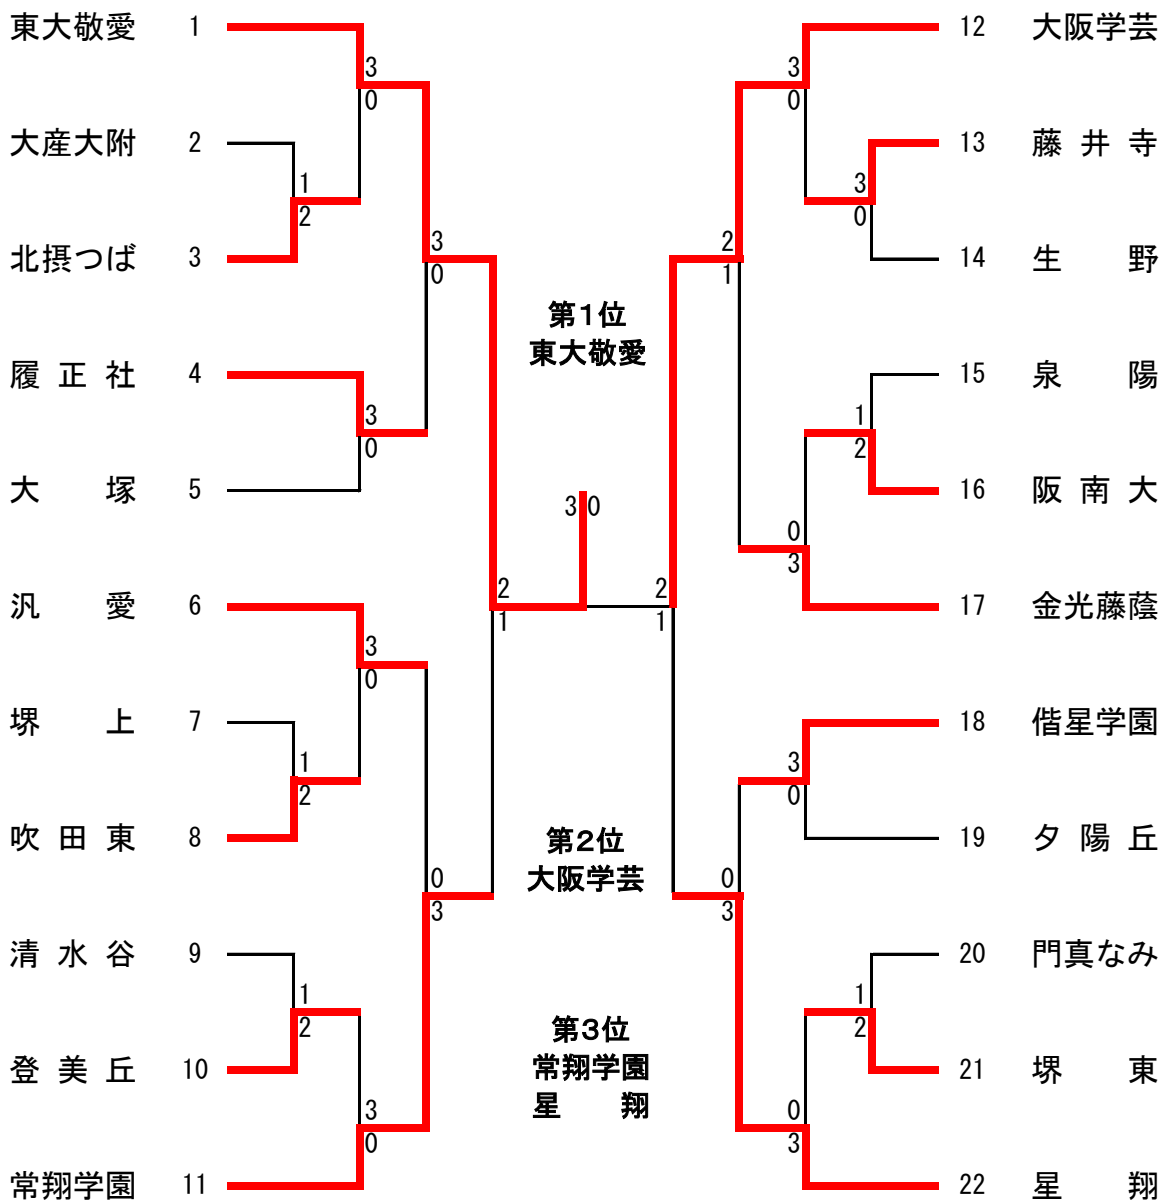 東大敬愛 1
3
0
大産大附 2
1
2
北摂つば 3
3
0
履正社 4
3
0
大塚 5
汎愛 6
3
0
堺上 7
1
2
吹田東 8
0
3
清水谷 9
1
2
登美丘 10
3
0
常翔学園 11
2
1
3 0
2
1
第1位
東大敬愛
第2位
大阪学芸
第3位
常翔学園
星翔
12 大阪学芸
3
0
13 藤井寺
3
0
14 生野
2
1
15 泉陽
1
2
16 阪南大
0
3
17 金光藤蔭
18 偕星学園
3
0
19 夕陽丘
0
3
20 門真なみ
1
2
21 堺東
0
3
22 星翔